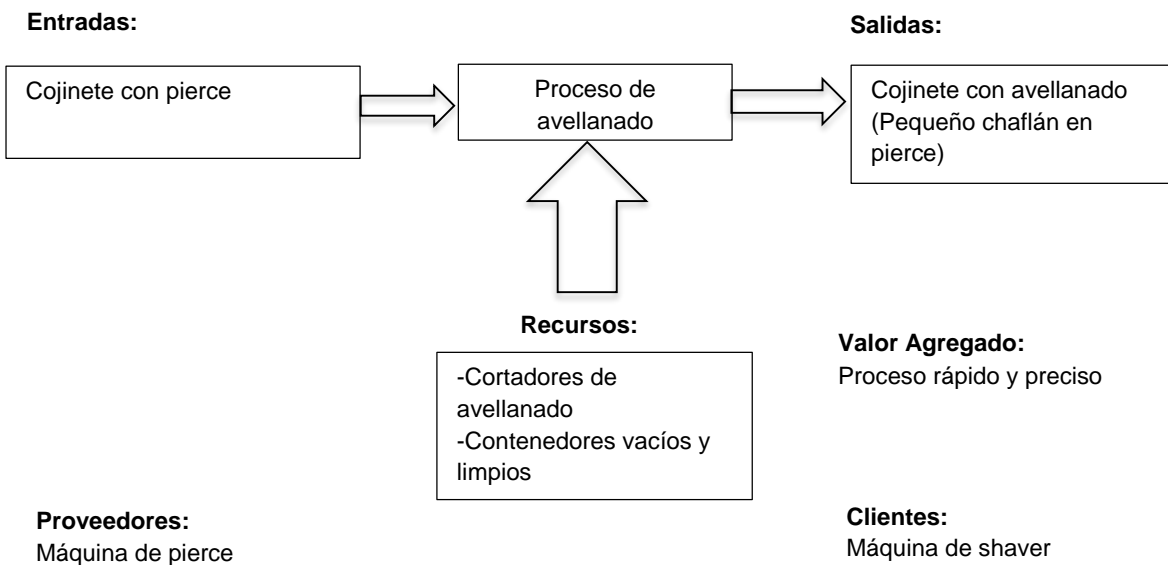 Entradas:
Salidas:
Cojinete con pierce
Proceso de
avellanado
Cojinete con avellanado
(Pequeño chaflán en
pierce)
Recursos:
-Cortadores de
avellanado
-Contenedores vacíos y
limpios
Valor Agregado:
Proceso rápido y preciso
Proveedores:
Máquina de pierce
Clientes:
Máquina de shaver